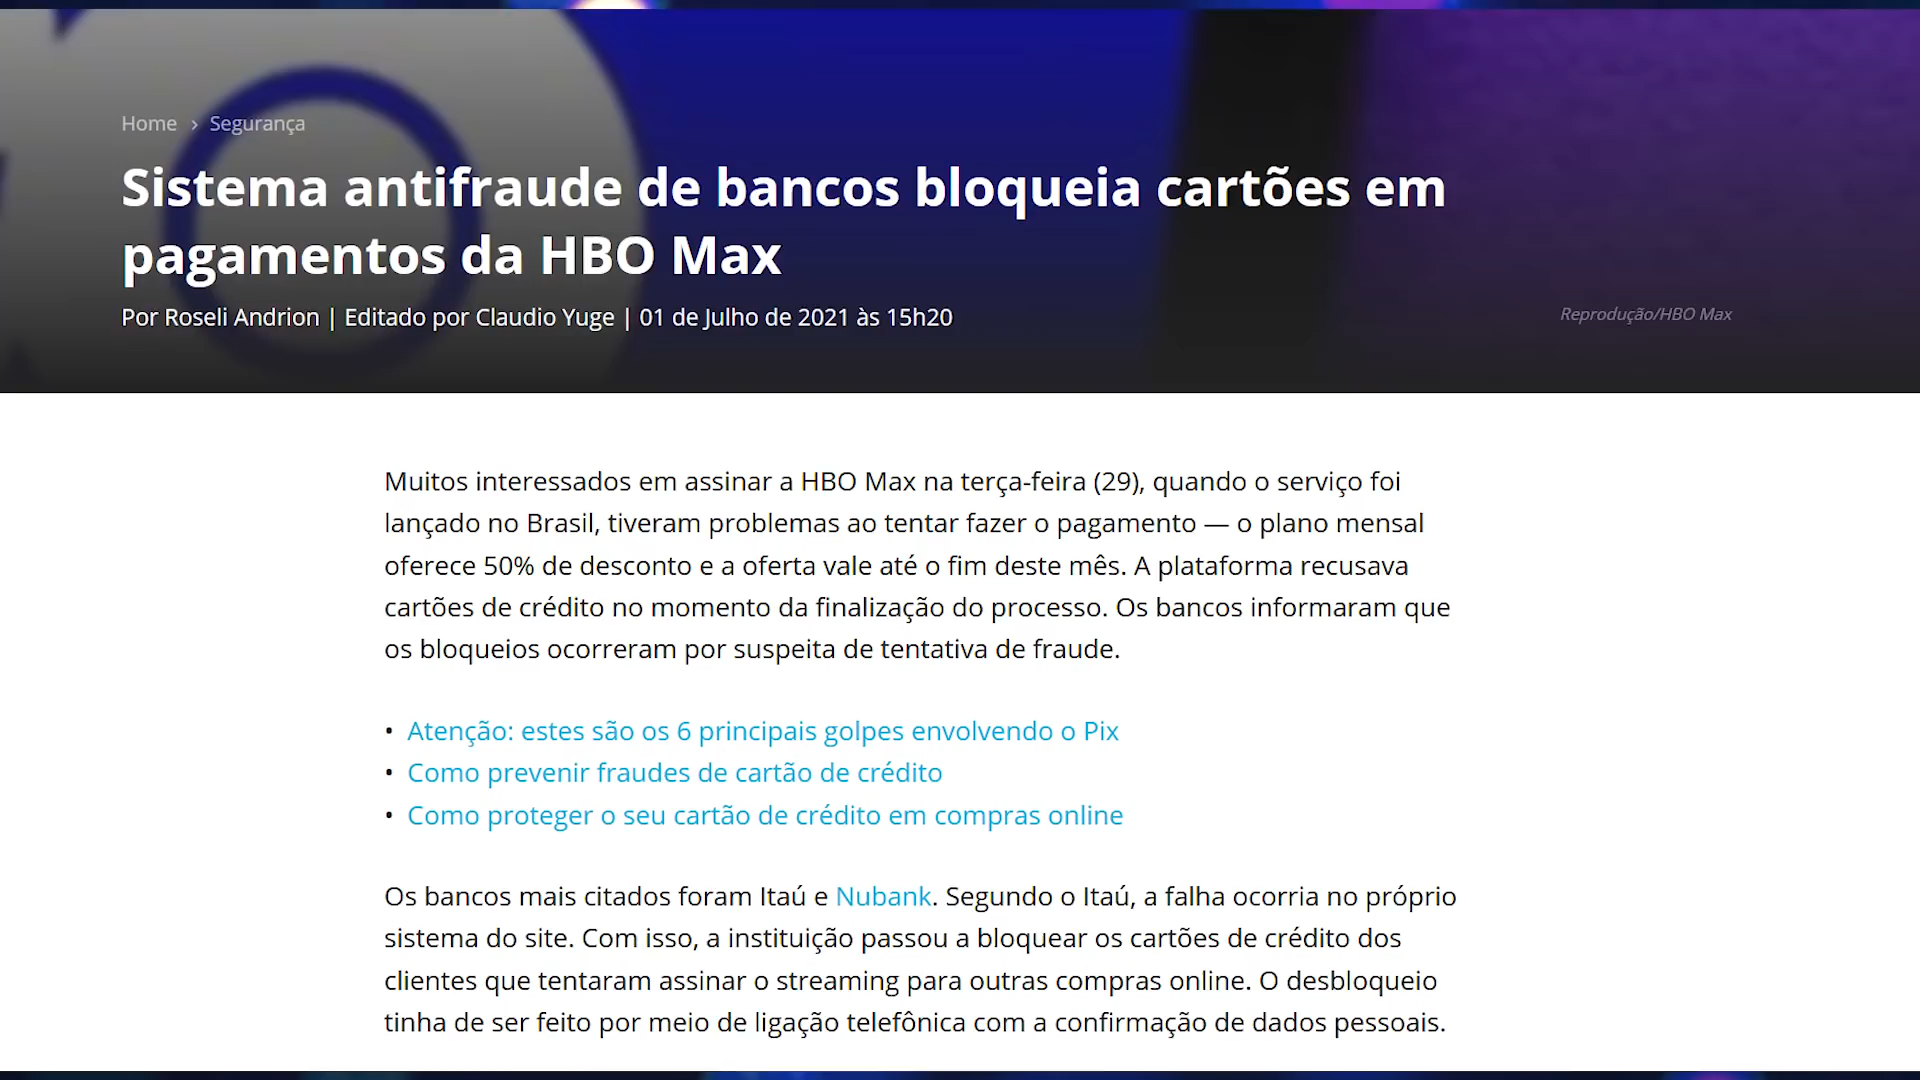 Home › Segurança
Sistema antifraude de bancos bloqueia cartões em
pagamentos da HBO Max
Por Roseli Andrion | Editado por Claudio Yuge | 01 de Julho de 2021 às 15h20
Reprodução/HBO Max
Muitos interessados em assinar a HBO Max na terça-feira (29), quando o serviço foi
lançado no Brasil, tiveram problemas ao tentar fazer o pagamento — o plano mensal
oferece 50% de desconto e a oferta vale até o fim deste mês. A plataforma recusava
cartões de crédito no momento da finalização do processo. Os bancos informaram que
os bloqueios ocorreram por suspeita de tentativa de fraude.
• Atenção: estes são os 6 principais golpes envolvendo o Pix
• Como prevenir fraudes de cartão de crédito
• Como proteger o seu cartão de crédito em compras online
Os bancos mais citados foram Itaú e Nubank. Segundo o Itaú, a falha ocorria no próprio
sistema do site. Com isso, a instituição passou a bloquear os cartões de crédito dos
clientes que tentaram assinar o streaming para outras compras online. O desbloqueio
tinha de ser feito por meio de ligação telefônica com a confirmação de dados pessoais.